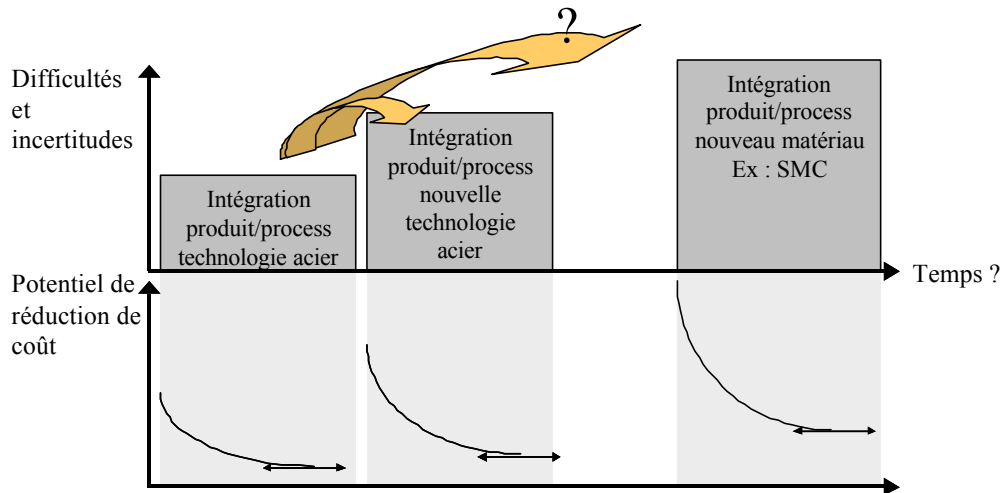 ?
Difficultés
et
incertitudes
Intégration
produit/process
technologie acier
Intégration
produit/process
nouvelle
technologie
acier
Intégration
produit/process
nouveau matériau
Ex : SMC
Temps ?
Potentiel de
réduction de
coût